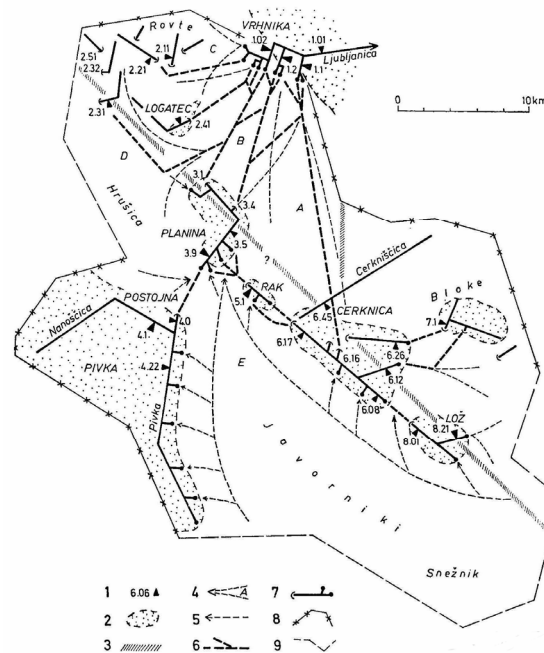 Rovte
VRHNIKA
1.02
1.01
Ljubljanica
2.51
2.11
C
1.2
1.1
2.32
2.21
2.31
LOGATEC
2.41
0
10 km
D
B
Hrušica
3.1
A
3.4
PLANINA
3.5
3.9
?
Cerkniščica
RAK
Bloke
POSTOJNA
5.1
6.45
CERKNICA
7.1
4.0
Nanoščica
4.1
6.17
6.16
6.26
PIVKA
4.22
E
6.12
6.08
LOŽ
8.21
Pivka
8.01
Javorniki
Snežnik
1 6.06 4 A 7
2 5 8
3 6 9